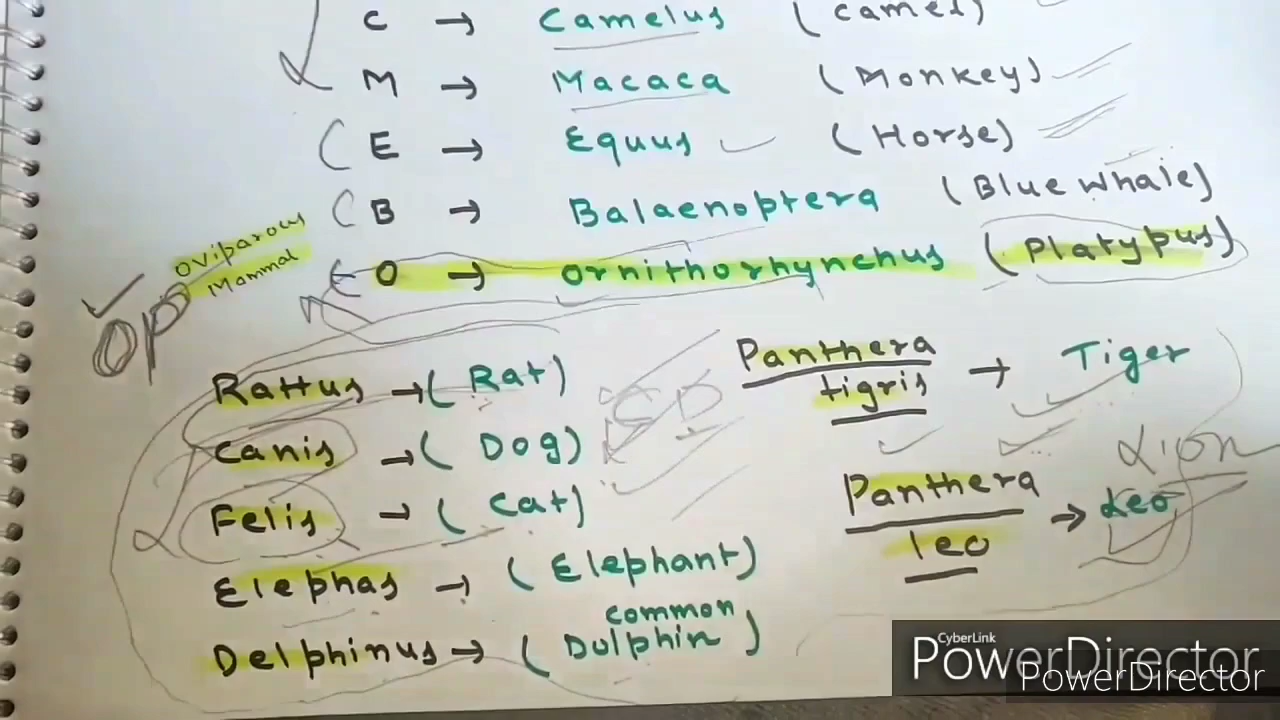 C → Camelus (Camel)
M → Macaca (Monkey)
E → Equus (Horse)
B → Balaenoptera (Blue whale)
Oviparous
Mammal
O → Ornithorhynchus (Platypus)
OP
Rattus → (Rat)
Canis → (Dog)
Felis → (Cat)
Elephas → (Elephant)
Delphinus → (common Dolphin)
CD
Panthera
tigris → Tiger
Lion
Panthera
leo → Leo
CyberLink
PowerDirector
PowerDirector